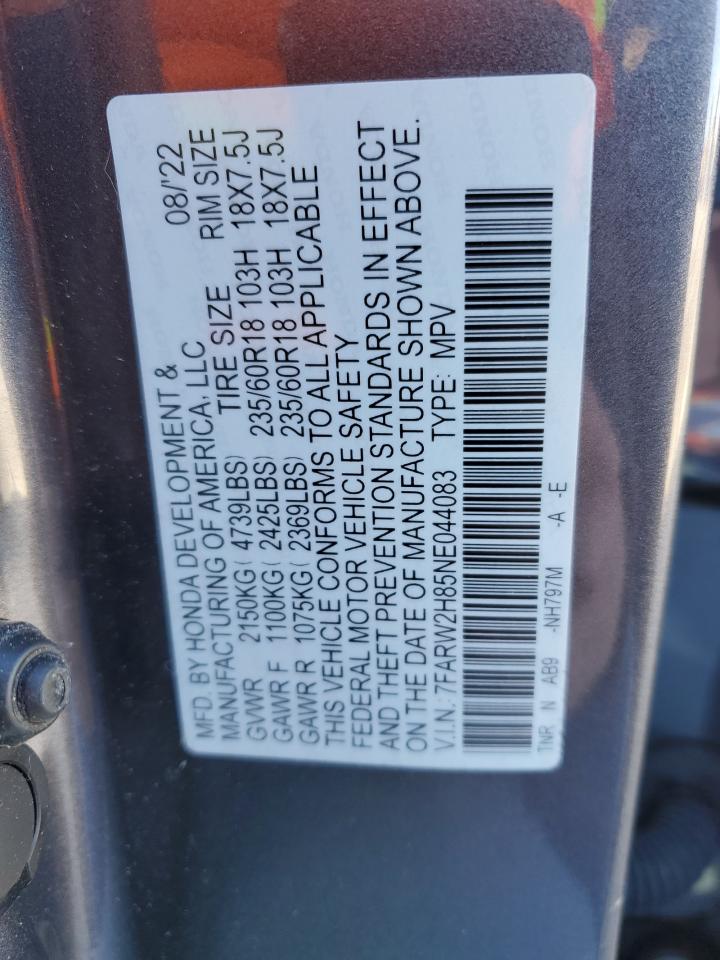 MFD. BY HONDA DEVELOPMENT & 08/'22
MANUFACTURING OF AMERICA, LLC
TIRE SIZE RIM SIZE
GVWR 2150KG( 4739LBS)
GAWR F 1100KG( 2425LBS) 235/60R18 103H 18X7.5J
GAWR R 1075KG( 2369LBS) 235/60R18 103H 18X7.5J
THIS VEHICLE CONFORMS TO ALL APPLICABLE
FEDERAL MOTOR VEHICLE SAFETY
AND THEFT PREVENTION STANDARDS IN EFFECT
ON THE DATE OF MANUFACTURE SHOWN ABOVE.
V.I.N.: 7FARW2H85NE044083 TYPE: MPV
TNR N AB9 -NH797M -A -E